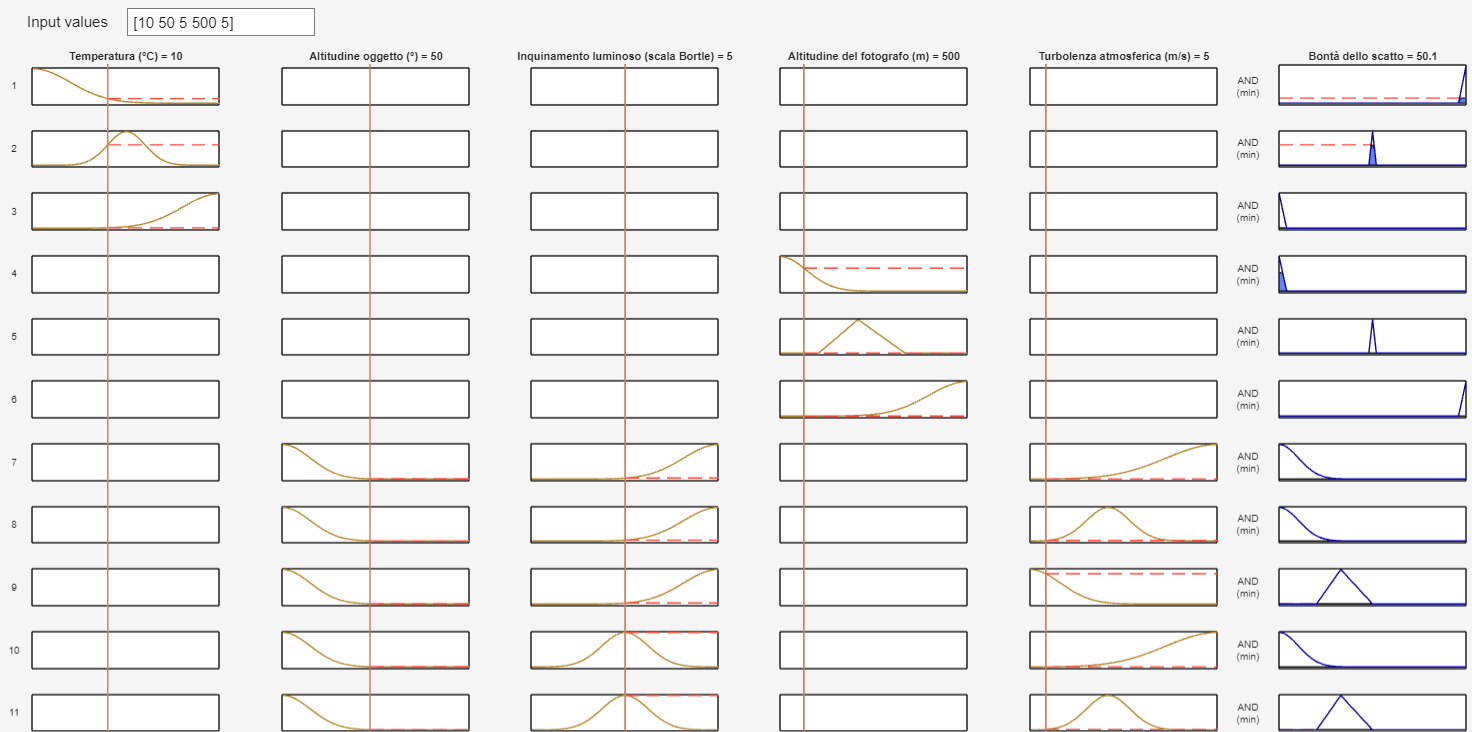 Input values [10 50 5 500 5]
Temperatura (°C) = 10 Altitudine oggetto (°) = 50 Inquinamento luminoso (scala Bortle) = 5 Altitudine del fotografo (m) = 500 Turbolenza atmosferica (m/s) = 5 Bontà dello scatto = 50.1
1 AND
(min)
2 AND
(min)
3 AND
(min)
4 AND
(min)
5 AND
(min)
6 AND
(min)
7 AND
(min)
8 AND
(min)
9 AND
(min)
10 AND
(min)
11 AND
(min)